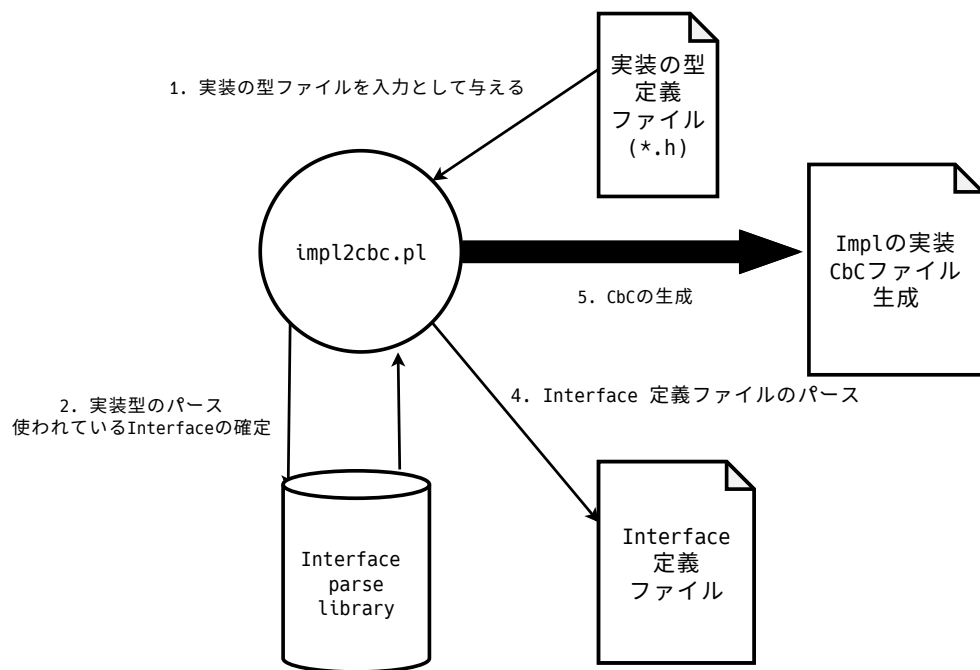 1. 実装の型ファイルを入力として与える
実装の型
定義
ファイル
(*.h)
impl2cbc.pl
Implの実装
CbCファイル
生成
5. CbCの生成
2. 実装型のパース
使われているInterfaceの確定
4. Interface 定義ファイルのパース
Interface
parse
library
Interface
定義
ファイル